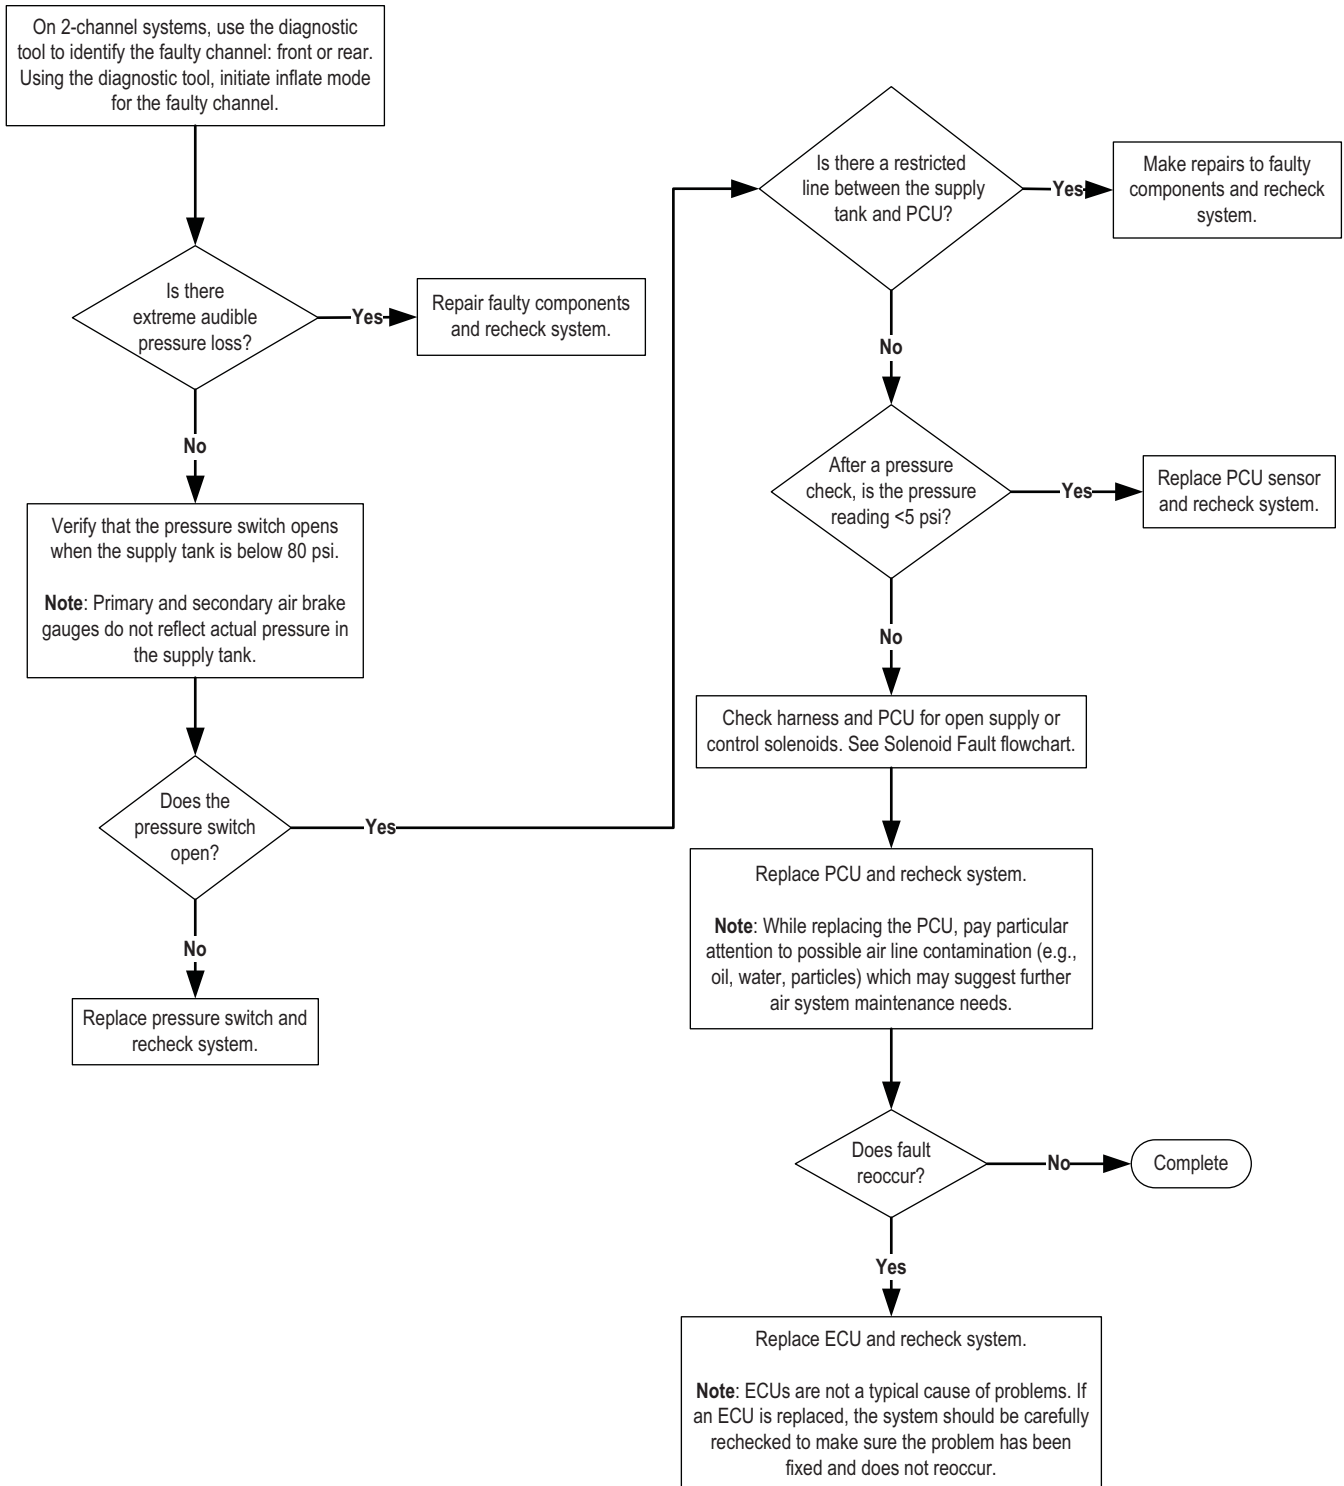 On 2-channel systems, use the diagnostic
tool to identify the faulty channel: front or rear.
Using the diagnostic tool, initiate inflate mode
for the faulty channel.
Is there
extreme audible
pressure loss?
Yes
Repair faulty components
and recheck system.
No
Verify that the pressure switch opens
when the supply tank is below 80 psi.
Note: Primary and secondary air brake
gauges do not reflect actual pressure in
the supply tank.
Does the
pressure switch
open?
Yes
No
Replace pressure switch and
recheck system.
Is there a restricted
line between the supply
tank and PCU?
Yes
Make repairs to faulty
components and recheck
system.
No
After a pressure
check, is the pressure
reading <5 psi?
Yes
Replace PCU sensor
and recheck system.
No
Check harness and PCU for open supply or
control solenoids. See Solenoid Fault flowchart.
Replace PCU and recheck system.
Note: While replacing the PCU, pay particular
attention to possible air line contamination (e.g.,
oil, water, particles) which may suggest further
air system maintenance needs.
Does fault
reoccur?
No
Complete
Yes
Replace ECU and recheck system.
Note: ECUs are not a typical cause of problems. If
an ECU is replaced, the system should be carefully
rechecked to make sure the problem has been
fixed and does not reoccur.